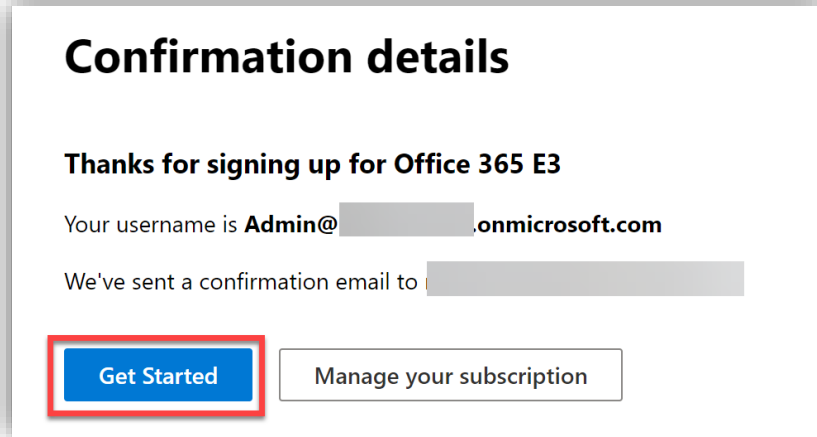 Confirmation details
Thanks for signing up for Office 365 E3
Your username is Admin@ .onmicrosoft.com
We've sent a confirmation email to
Get Started
Manage your subscription